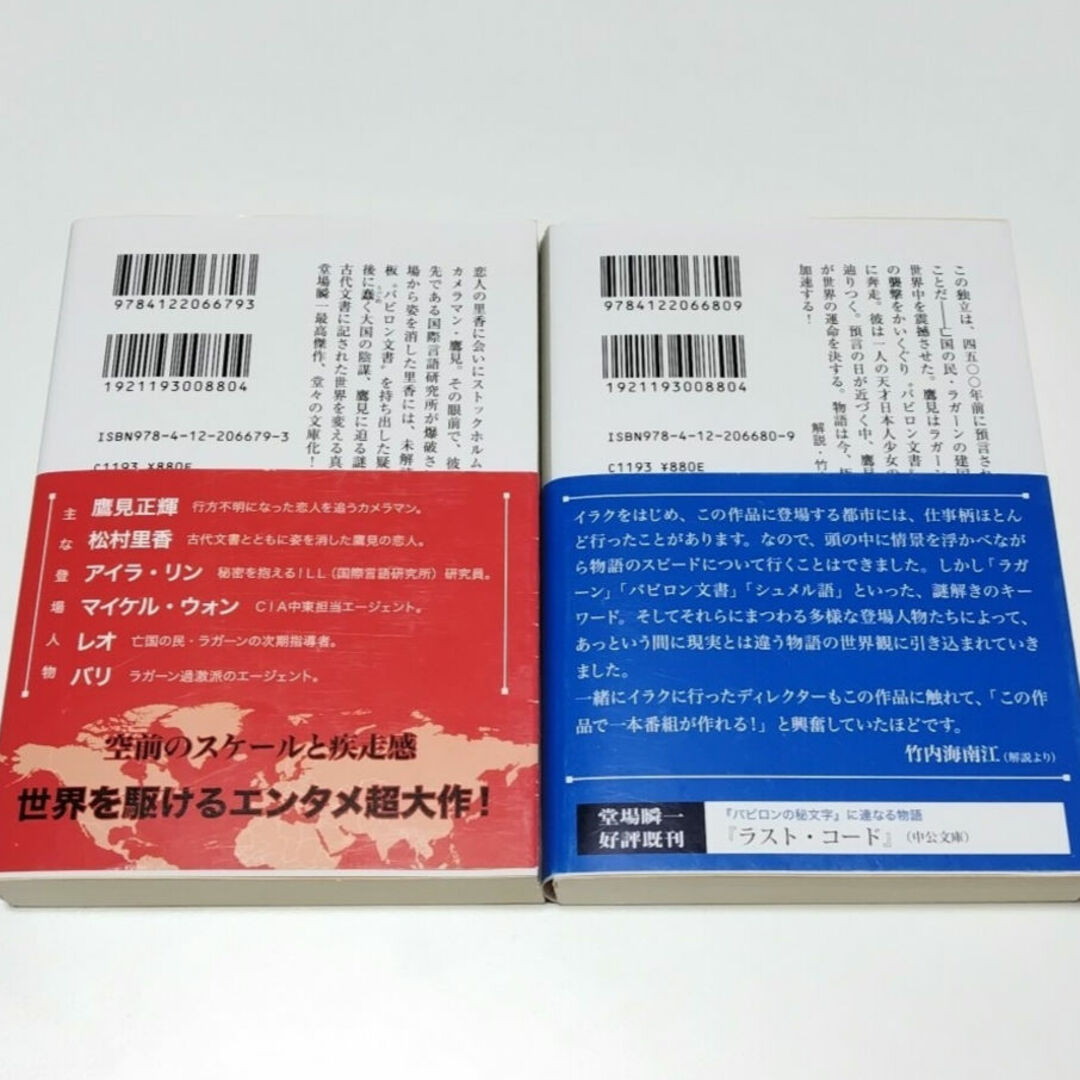 9784122066793
1921193008804
ISBN978-4-12-206679-3
C1193 ¥880E
恋人の里香に会いにストックホルム
カメラマン・鷹見。その眼前で、彼
先である国際言語研究所が爆破さ
場から姿を消した里香には、未解
板〝バビロン文書〟を持ち出した疑
後に蠢く大国の陰謀、鷹見に迫る謎
古代文書に記された世界を変える真
堂場瞬一最高傑作、堂々の文庫化！
主な登場人物
鷹見正輝 行方不明になった恋人を追うカメラマン。
松村里香 古代文書とともに姿を消した鷹見の恋人。
アイラ・リン 秘密を抱える！LL（国際言語研究所）研究員。
マイケル・ウォン CIA中東担当エージェント。
レオ 亡国の民・ラガーンの次期指導者。
バリ ラガーン過激派のエージェント。
空前のスケールと疾走感
世界を駆けるエンタメ超大作！
9784122066809
1921193008804
ISBN978-4-12-206680-9
C1193 ¥880E
この独立は、四五〇〇年前に預言され
ことだ――亡国の民・ラガーンの建国
世界中を震撼させた。鷹見はラガーン
の襲撃をかいくぐり〝バビロン文書〟
に奔走。彼は一人の天才日本人少女の
辿りつく。預言の日が近づく中、鷹見
が世界の運命を決する。物語は今、
加速する！
解説・竹
イラクをはじめ、この作品に登場する都市には、仕事柄ほとん
ど行ったことがあります。なので、頭の中に情景を浮かべなが
ら物語のスピードについて行くことはできました。しかし「ラガ
ーン」「バビロン文書」「シュメル語」といった、謎解きのキー
ワード。そしてそれらにまつわる多様な登場人物たちによって、
あっという間に現実とは違う物語の世界観に引き込まれていき
ました。
一緒にイラクに行ったディレクターもこの作品に触れて、「この作
品で一本番組が作れる！」と興奮していたほどです。
竹内海南江（解説より）
堂場瞬一
好評既刊
『バビロンの秘文字』に連なる物語
『ラスト・コード』（中公文庫）